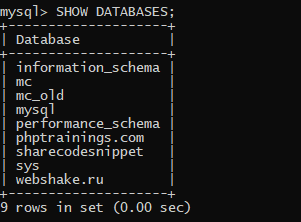 mysql> SHOW DATABASES;
+--------------------+
| Database           |
+--------------------+
| information_schema |
| mc                 |
| mc_old             |
| mysql              |
| performance_schema |
| phptrainings.com   |
| sharecodesnippet   |
| sys                |
| webshake.ru        |
+--------------------+
9 rows in set (0.00 sec)